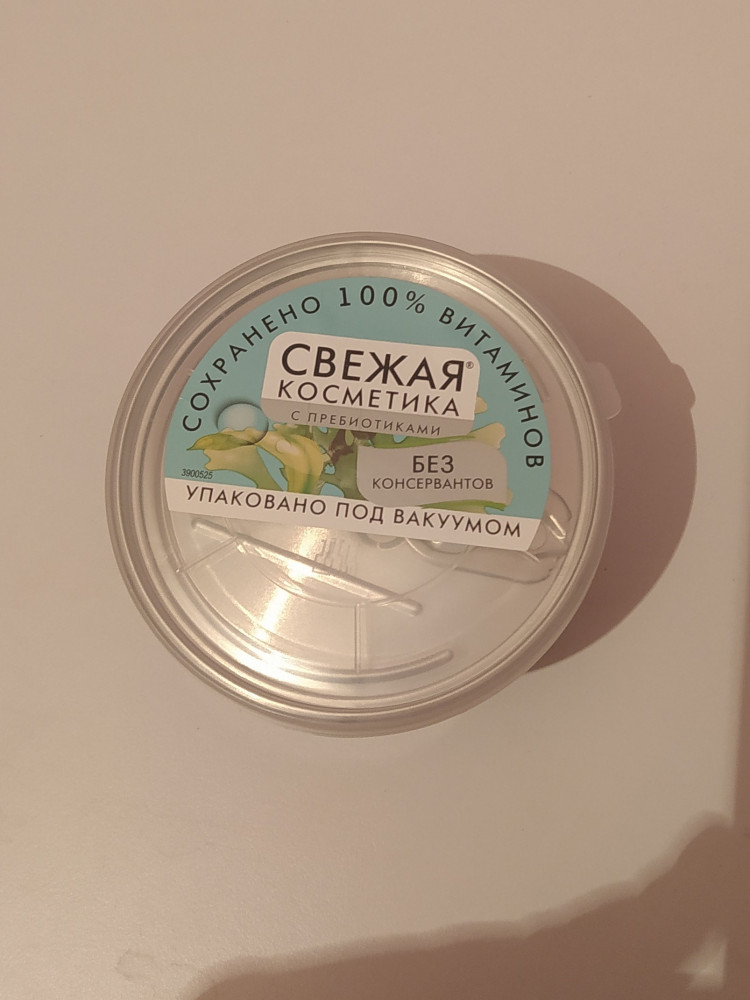 СОХРАНЕНО 100% ВИТАМИНОВ
СВЕЖАЯ®
КОСМЕТИКА
С ПРЕБИОТИКАМИ
БЕЗ
КОНСЕРВАНТОВ
3900525
УПАКОВАНО ПОД ВАКУУМОМ